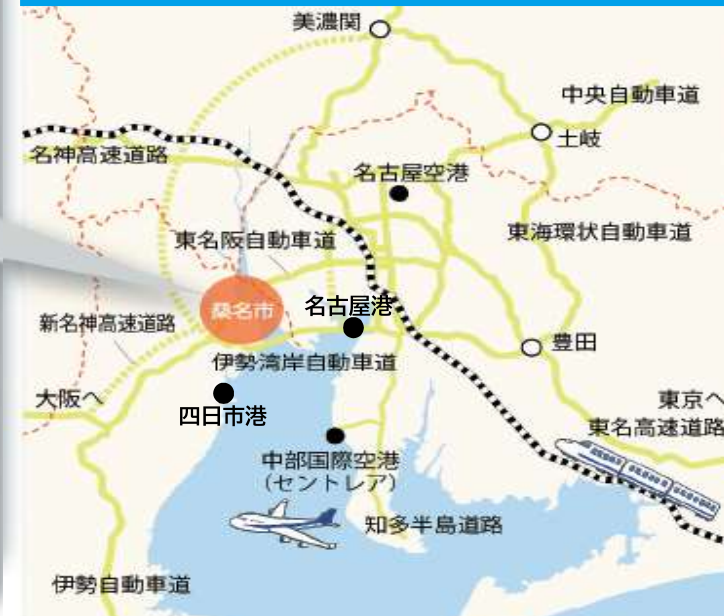 美濃関
中央自動車道
土岐
名神高速道路
名古屋空港
東名阪自動車道
東海環状自動車道
桑名市
名古屋港
新名神高速道路
豊田
伊勢湾岸自動車道
大阪へ
四日市港
東京へ
東名高速道路
中部国際空港
(セントレア)
知多半島道路
伊勢自動車道